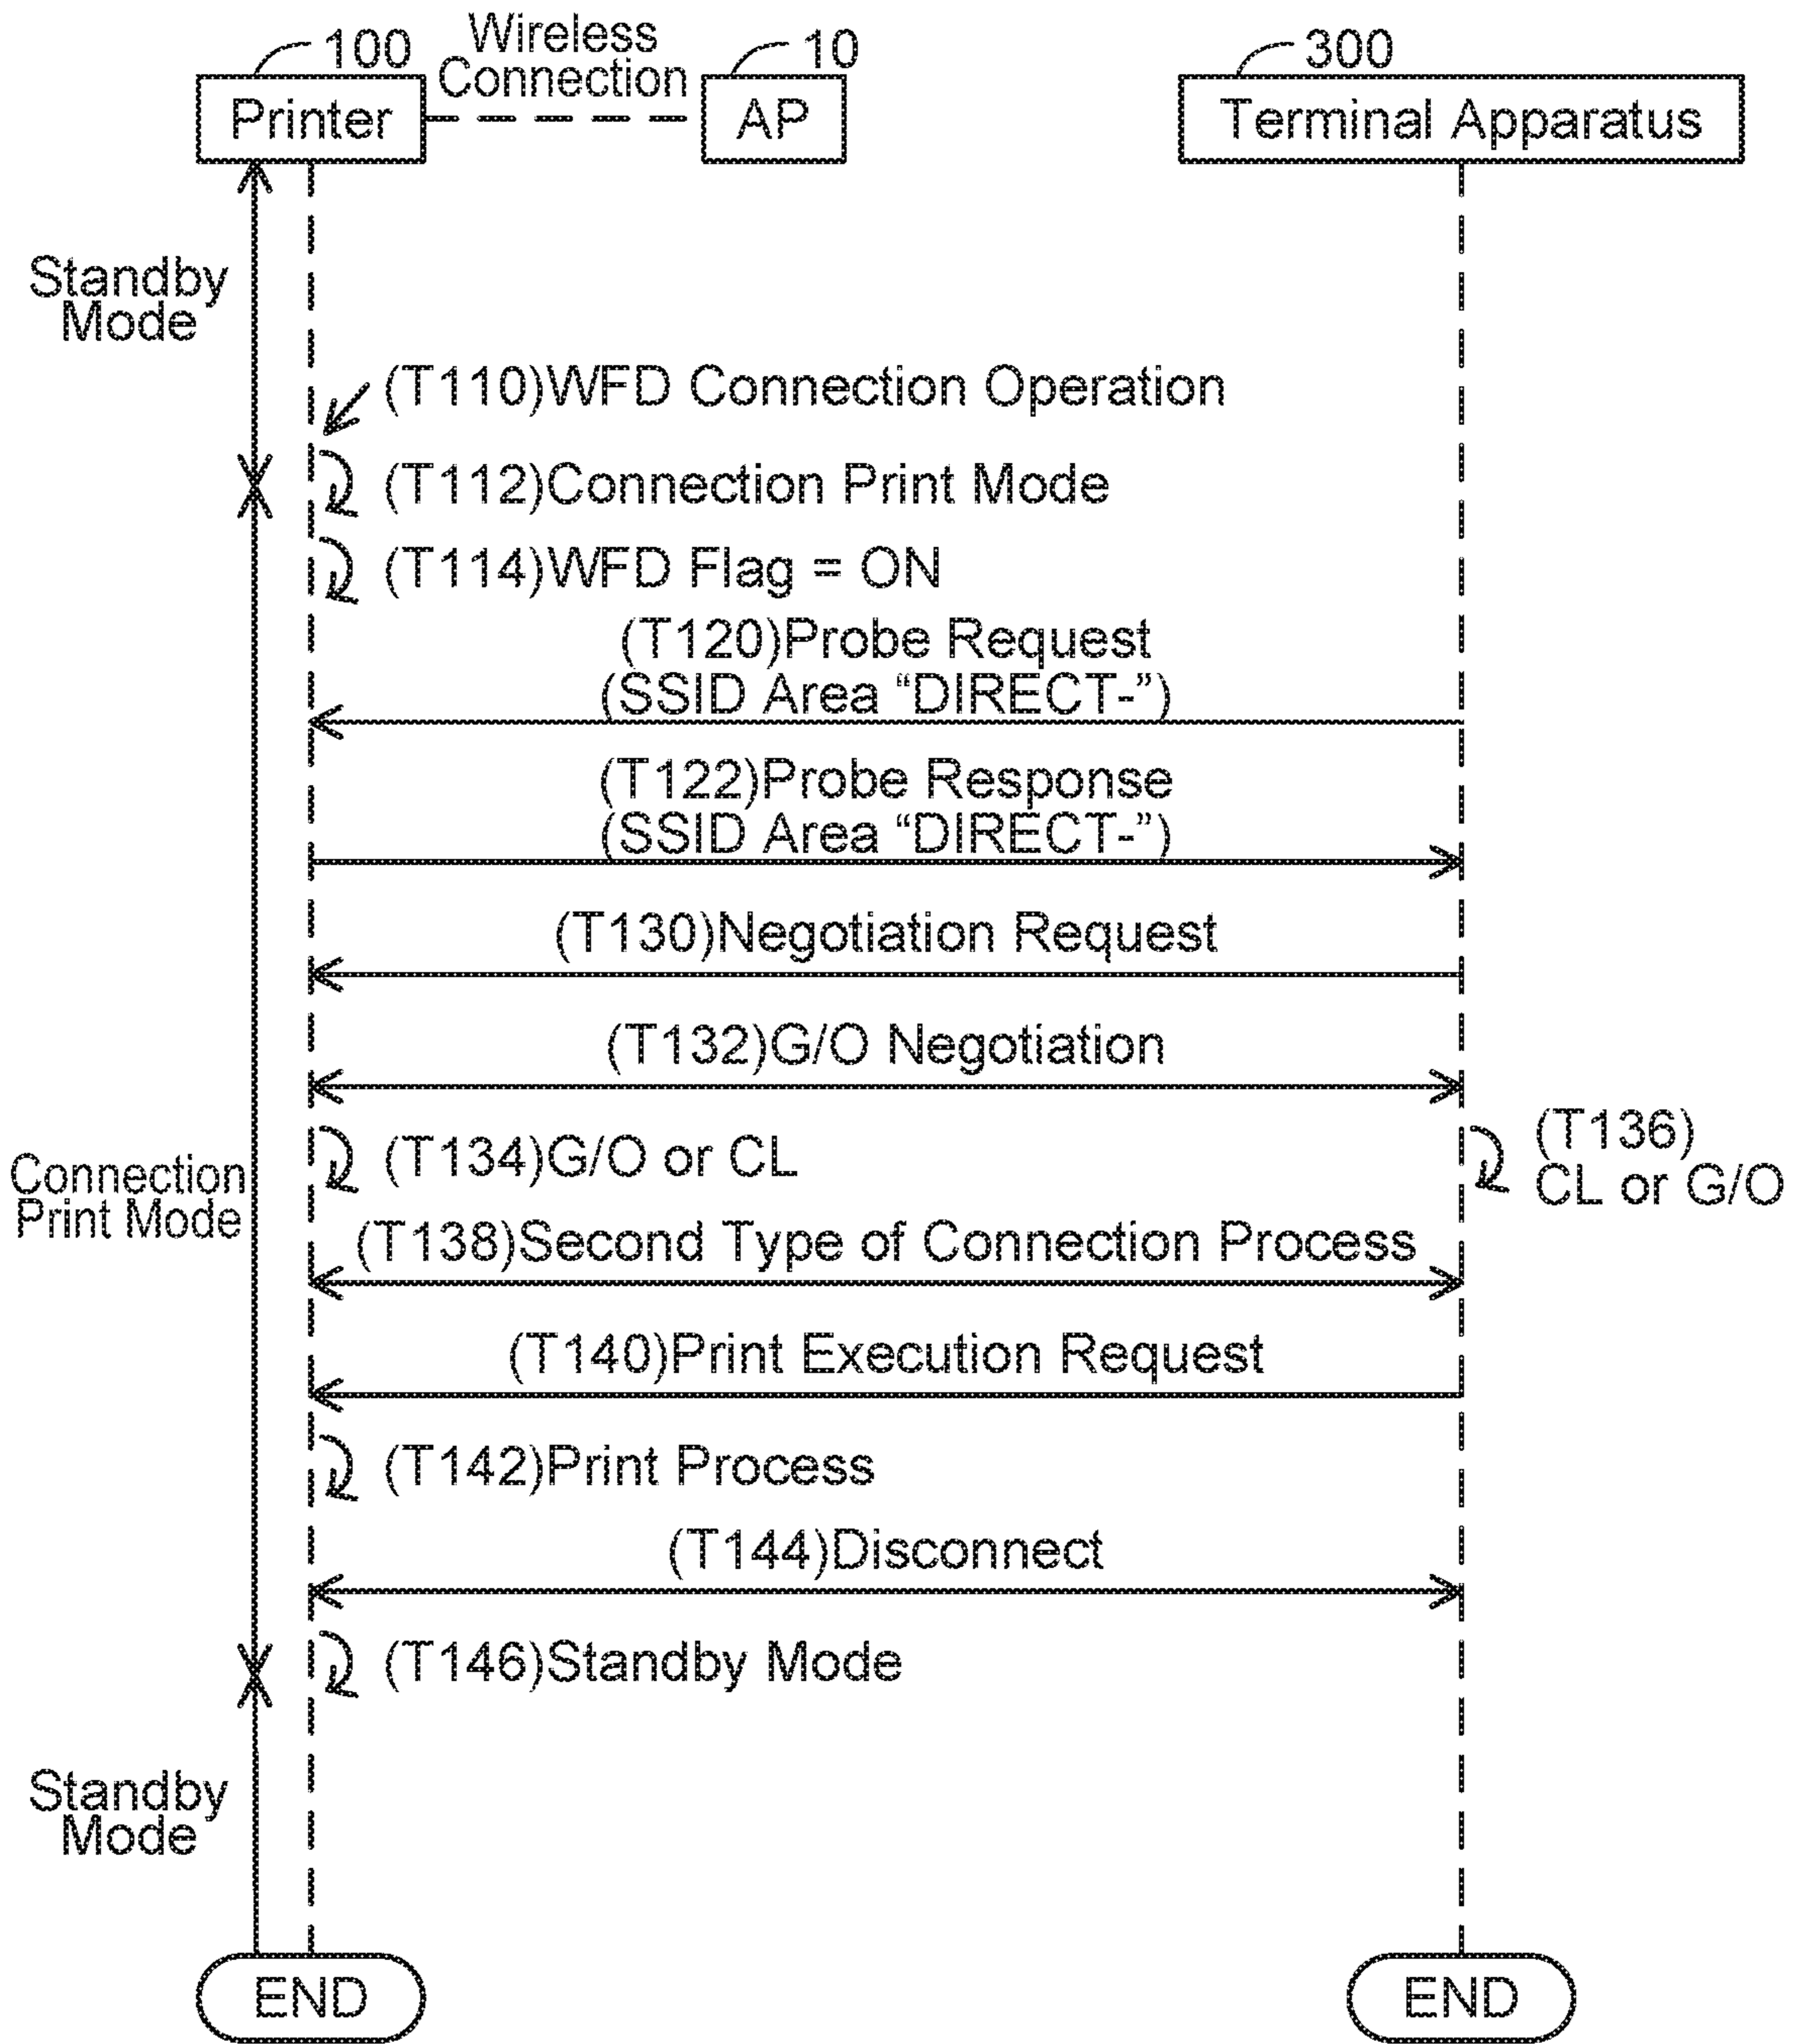 100
Wireless
Connection
10
300
Printer
AP
Terminal Apparatus
Standby
Mode
(T110)WFD Connection Operation
(T112)Connection Print Mode
(T114)WFD Flag = ON
(T120)Probe Request
(SSID Area “DIRECT-”)
(T122)Probe Response
(SSID Area “DIRECT-”)
(T130)Negotiation Request
(T132)G/O Negotiation
(T134)G/O or CL
(T136)
CL or G/O
Connection
Print Mode
(T138)Second Type of Connection Process
(T140)Print Execution Request
(T142)Print Process
(T144)Disconnect
(T146)Standby Mode
Standby
Mode
END
END